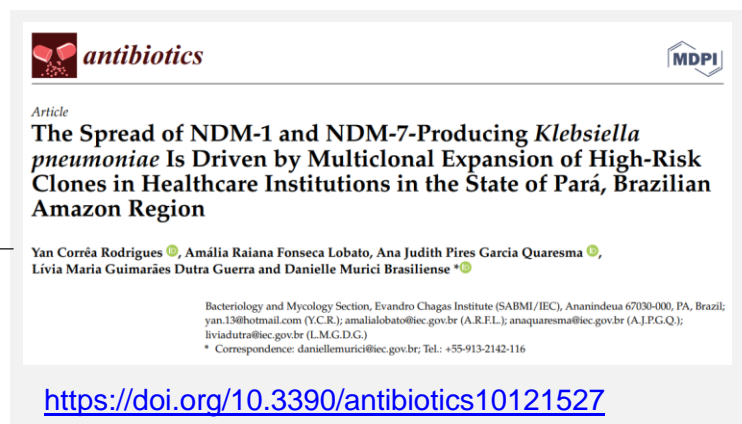 antibiotics
MDPI
Article
The Spread of NDM-1 and NDM-7-Producing Klebsiella
pneumoniae Is Driven by Multiclonal Expansion of High-Risk
Clones in Healthcare Institutions in the State of Pará, Brazilian
Amazon Region
Yan Corrêa Rodrigues, Amália Raiana Fonseca Lobato, Ana Judith Pires Garcia Quaresma,
Lívia Maria Guimarães Dutra Guerra and Danielle Murici Brasiliense *
Bacteriology and Mycology Section, Evandro Chagas Institute (SABMI/IEC), Ananindeua 67030-000, PA, Brazil;
yan.13@hotmail.com (Y.C.R.); amalialobato@iec.gov.br (A.R.F.L.); anaquaresma@iec.gov.br (A.J.P.G.Q.);
liviadutra@iec.gov.br (L.M.G.D.G.)
* Correspondence: daniellemurici@iec.gov.br; Tel.: +55-913-2142-116
https://doi.org/10.3390/antibiotics10121527